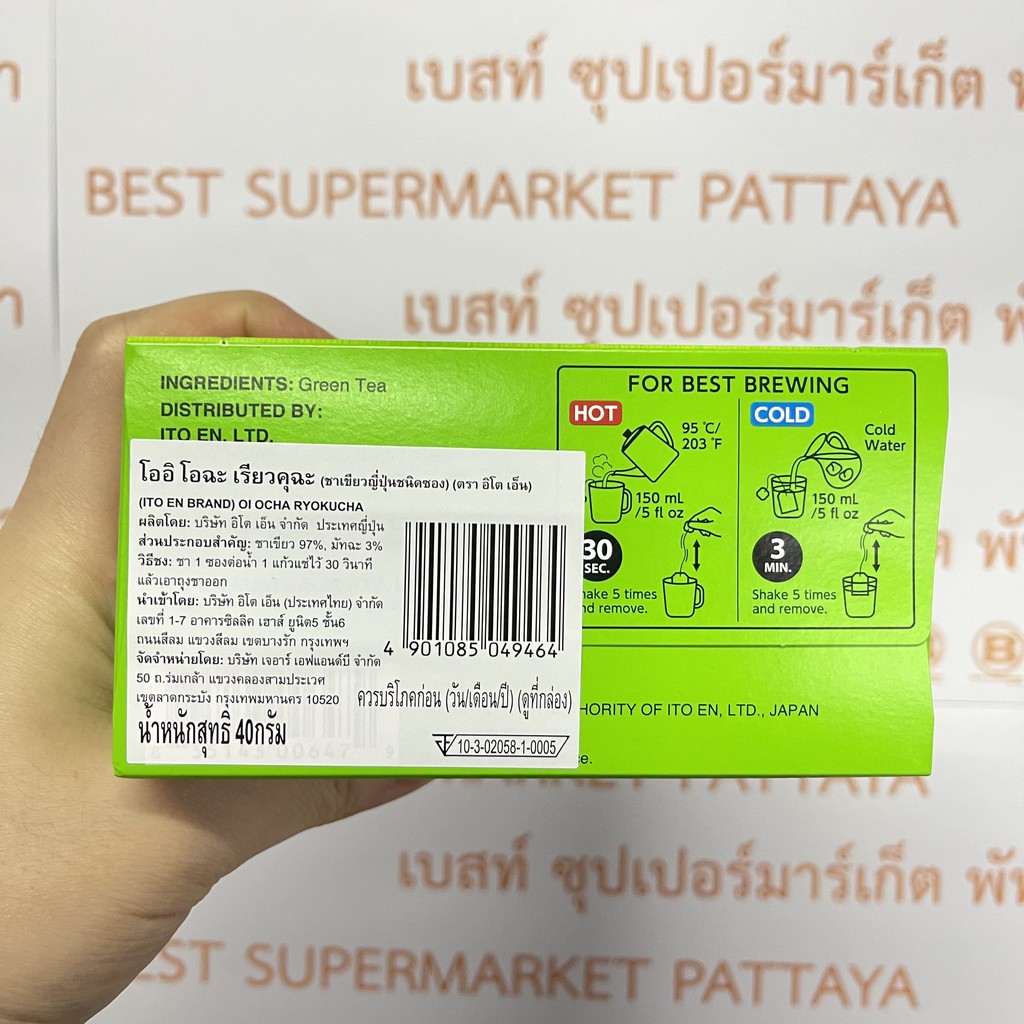 เบสท์ ซุปเปอร์มาร์เก็ต
BEST SUPERMARKET PATTAYA
เบสท์ ซุปเปอร์มาร์เก็ต
INGREDIENTS: Green Tea
DISTRIBUTED BY:
ITO EN, LTD.
FOR BEST BREWING
HOT
95 ℃/
203 ℉
150 mL
/5 fl oz
30
SEC.
Shake 5 times
and remove.
COLD
Cold
Water
150 mL
/5 fl oz
3
MIN.
Shake 5 times
and remove.
โออิ โอฉะ เรียวคุฉะ (ชาเขียวญี่ปุ่นชนิดซอง) (ตรา อิโต เอ็น)
(ITO EN BRAND) OI OCHA RYOKUCHA
ผลิตโดย: บริษัท อิโต เอ็น จำกัด ประเทศญี่ปุ่น
ส่วนประกอบสำคัญ: ชาเขียว 97%, มัทฉะ 3%
วิธีชง: ชา 1 ซองต่อน้ำ 1 แก้วแช่ไว้ 30 วินาที
แล้วเอาถุงชาออก
นำเข้าโดย: บริษัท อิโต เอ็น (ประเทศไทย) จำกัด
เลขที่ 1-7 อาคารซิลลิค เฮาส์ ยูนิต5 ชั้น6
ถนนสีลม แขวงสีลม เขตบางรัก กรุงเทพฯ
จัดจำหน่ายโดย: บริษัท เจอาร์ เอฟแอนด์บี จำกัด
50 ถ.ร่มเกล้า แขวงคลองสามประเวศ
เขตลาดกระบัง กรุงเทพมหานคร 10520
น้ำหนักสุทธิ 40กรัม
4 901085 049464
ควรบริโภคก่อน (วัน/เดือน/ปี) (ดูที่กล่อง)
10-3-02058-1-0005
HORITY OF ITO EN, LTD., JAPAN
MARKET PATTAYA
เบสท์ ซุปเปอร์มาร์เก็ต
BEST SUPERMARKET PATTAYA